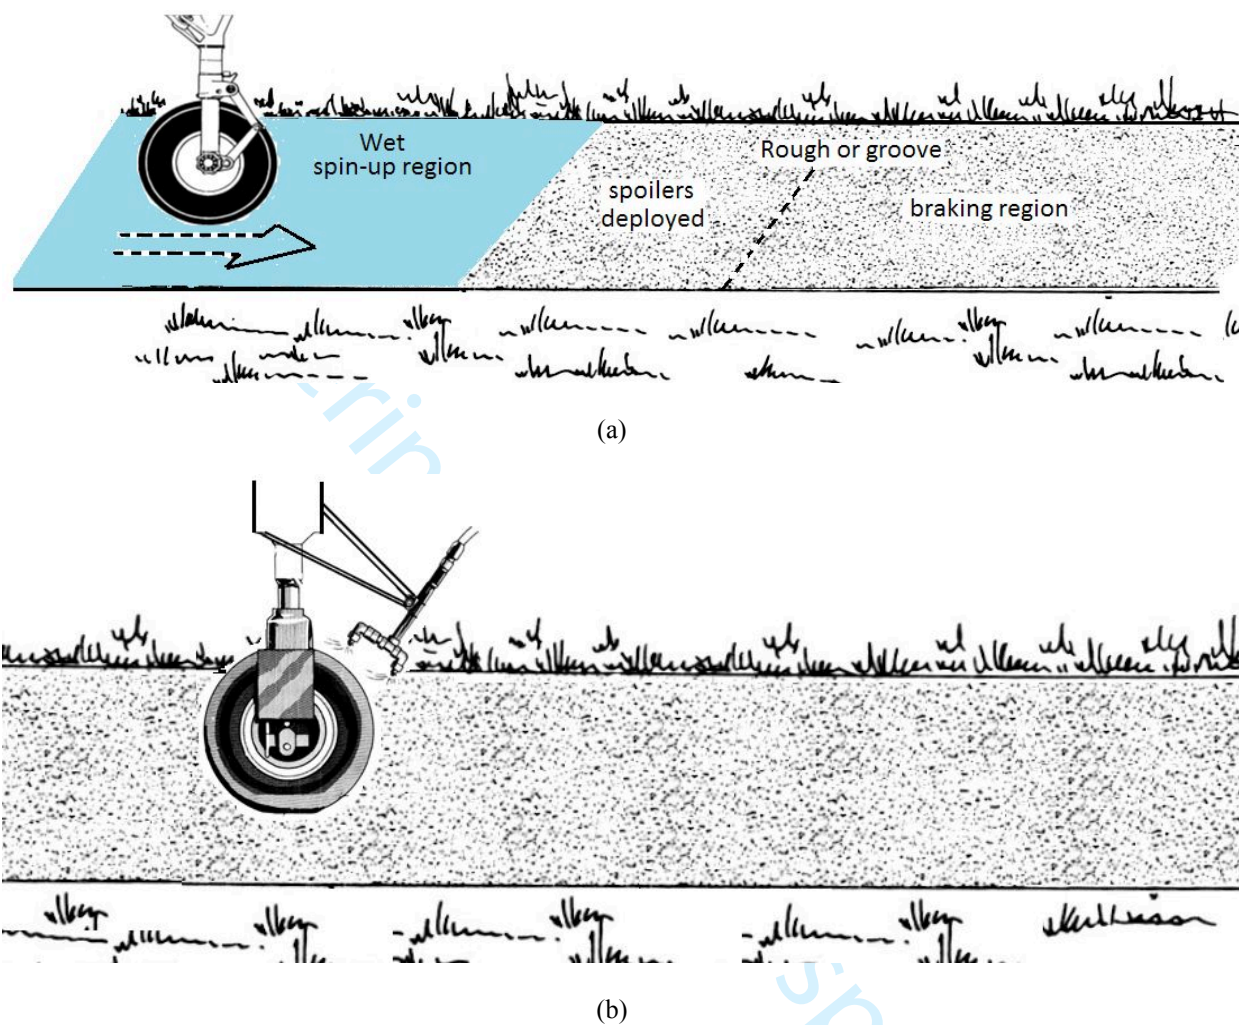 Wet
spin-up region
Rough or groove
spoilers
deployed
braking region
(a)
(b)